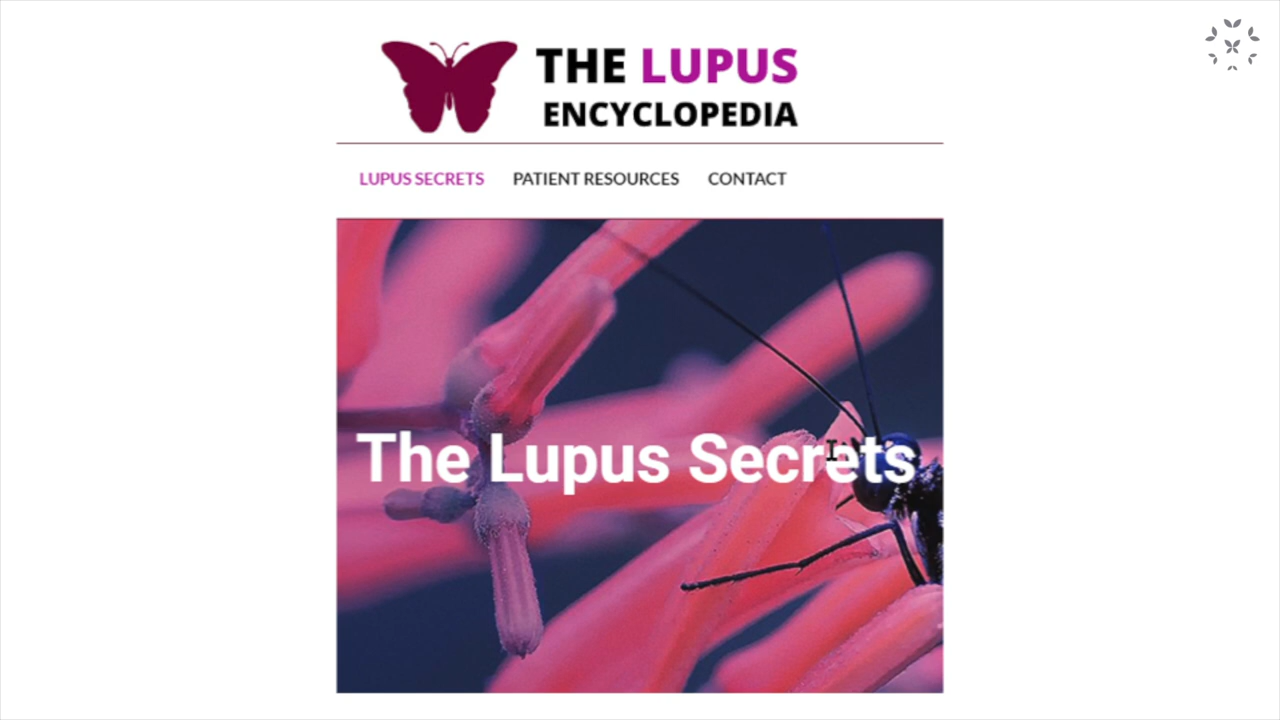 THE LUPUS
ENCYCLOPEDIA
LUPUS SECRETS PATIENT RESOURCES CONTACT
The Lupus Secrets